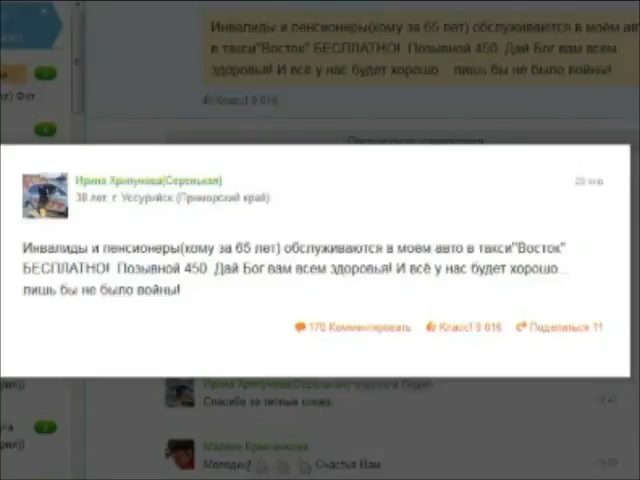 Инвалиды и пенсионеры(кому за 65 лет) обслуживаются в моём авт
в такси"Восток" БЕСПЛАТНО! Позывной 450. Дай Бог вам всем
здоровья! И всё у нас будет хорошо... лишь бы не было войны!
Класс! 9 016
Ирина Хрипунова(Серенькая)
38 лет, г. Уссурийск (Приморский край)
Инвалиды и пенсионеры(кому за 65 лет) обслуживаются в моём авто в такси"Восток"
БЕСПЛАТНО! Позывной 450. Дай Бог вам всем здоровья! И всё у нас будет хорошо...
лишь бы не было войны!
170 Комментировать Класс! 9 016 Поделиться 11
Спасибо за теплые слова
Молодец! Счастья Вам